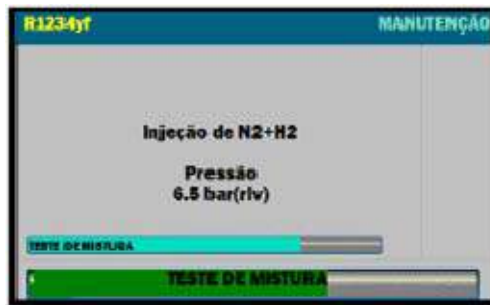 R1234yf MANUTENÇÃO
Injeção de N2+H2
Pressão
6.5 bar(rlv)
TESTE DE MISTURA
TESTE DE MISTURA